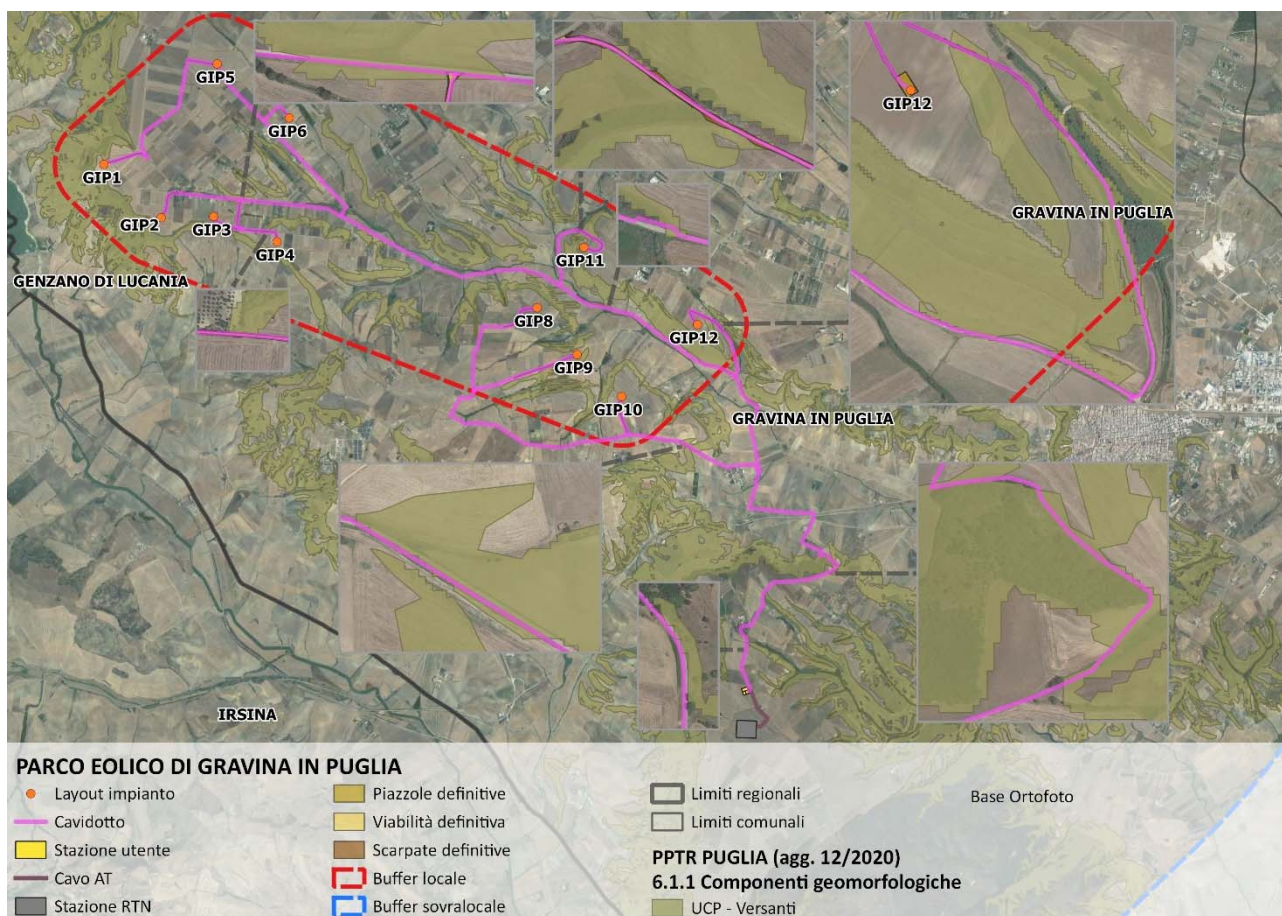 GIP5
GIP12
GIP6
GIP1
GRAVINA IN PUGLIA
GIP2
GIP3
GIP4
GIP11
GENZANO DI LUCANIA
GIP8
GIP12
GIP9
GIP10
GRAVINA IN PUGLIA
IRSINA
PARCO EOLICO DI GRAVINA IN PUGLIA
Layout impianto
Cavidotto
Stazione utente
Cavo AT
Stazione RTN
Piazzole definitive
Viabilità definitiva
Scarpate definitive
Buffer locale
Buffer sovralocale
Limiti regionali
Limiti comunali
PPTR PUGLIA (agg. 12/2020)
6.1.1 Componenti geomorfologiche
UCP - Versanti
Base Ortofoto